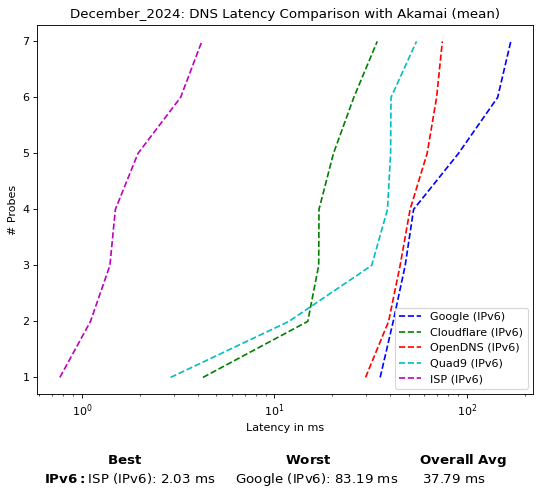 December_2024: DNS Latency Comparison with Akamai (mean)
# Probes
7
6
5
4
3
2
1
Google (IPv6)
Cloudflare (IPv6)
OpenDNS (IPv6)
Quad9 (IPv6)
ISP (IPv6)
10⁰ 10¹ 10²
Latency in ms
Best Worst Overall Avg
IPv6: ISP (IPv6): 2.03 ms Google (IPv6): 83.19 ms 37.79 ms